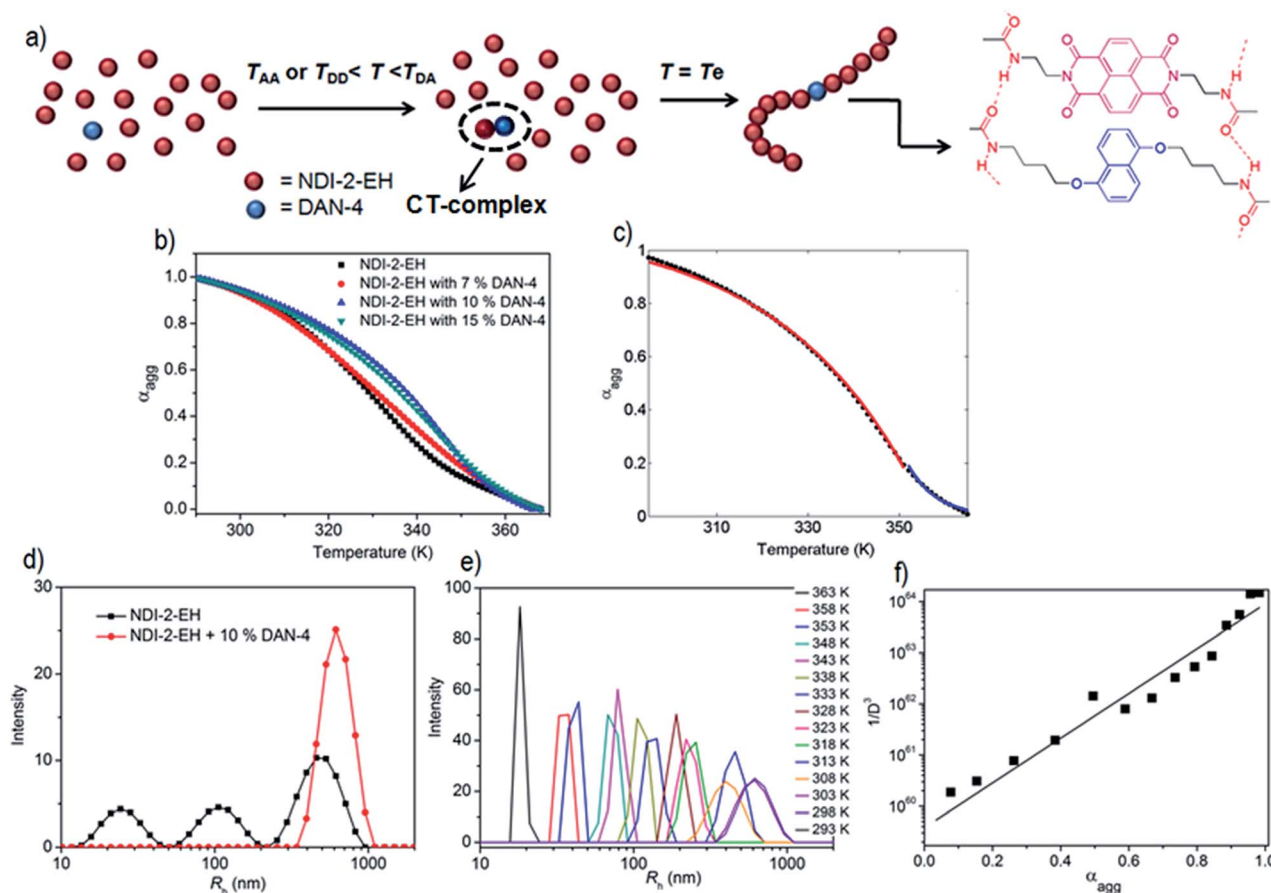 a)
T_AA or T_DD< T <T_DA
T = Te
= NDI-2-EH
= DAN-4
CT-complex
O
N
H
O
O
N
N
O
O
H
N
O
O
N
H
O
O
H
N
O
b)
NDI-2-EH
NDI-2-EH with 7 % DAN-4
NDI-2-EH with 10 % DAN-4
NDI-2-EH with 15 % DAN-4
1.0
0.8
0.6
0.4
0.2
0.0
α_agg
300
320
340
360
Temperature (K)
c)
1
0.8
0.6
0.4
0.2
0
α_agg
310
330
350
Temperature (K)
d)
NDI-2-EH
NDI-2-EH + 10 % DAN-4
30
20
10
0
Intensity
10
100
1000
R_h (nm)
e)
100
80
60
40
20
0
Intensity
10
100
1000
R_h (nm)
363 K
358 K
353 K
348 K
343 K
338 K
333 K
328 K
323 K
318 K
313 K
308 K
303 K
298 K
293 K
f)
10^64
10^63
10^62
10^61
10^60
1/D^3
0.0
0.2
0.4
0.6
0.8
1.0
α_agg